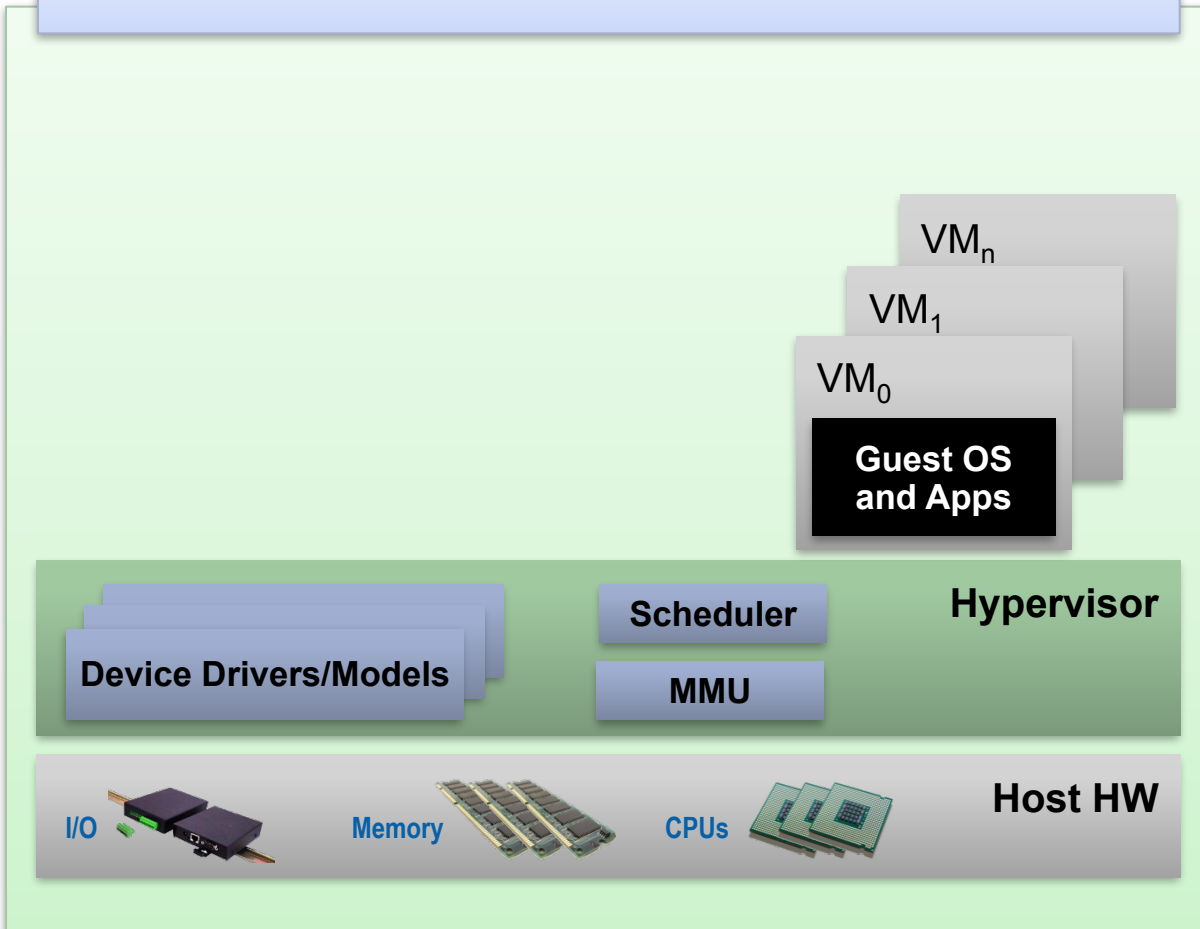 VMₙ
VM₁
VM₀
Guest OS
and Apps
Hypervisor
Scheduler
Device Drivers/Models
MMU
Host HW
I/O
Memory
CPUs